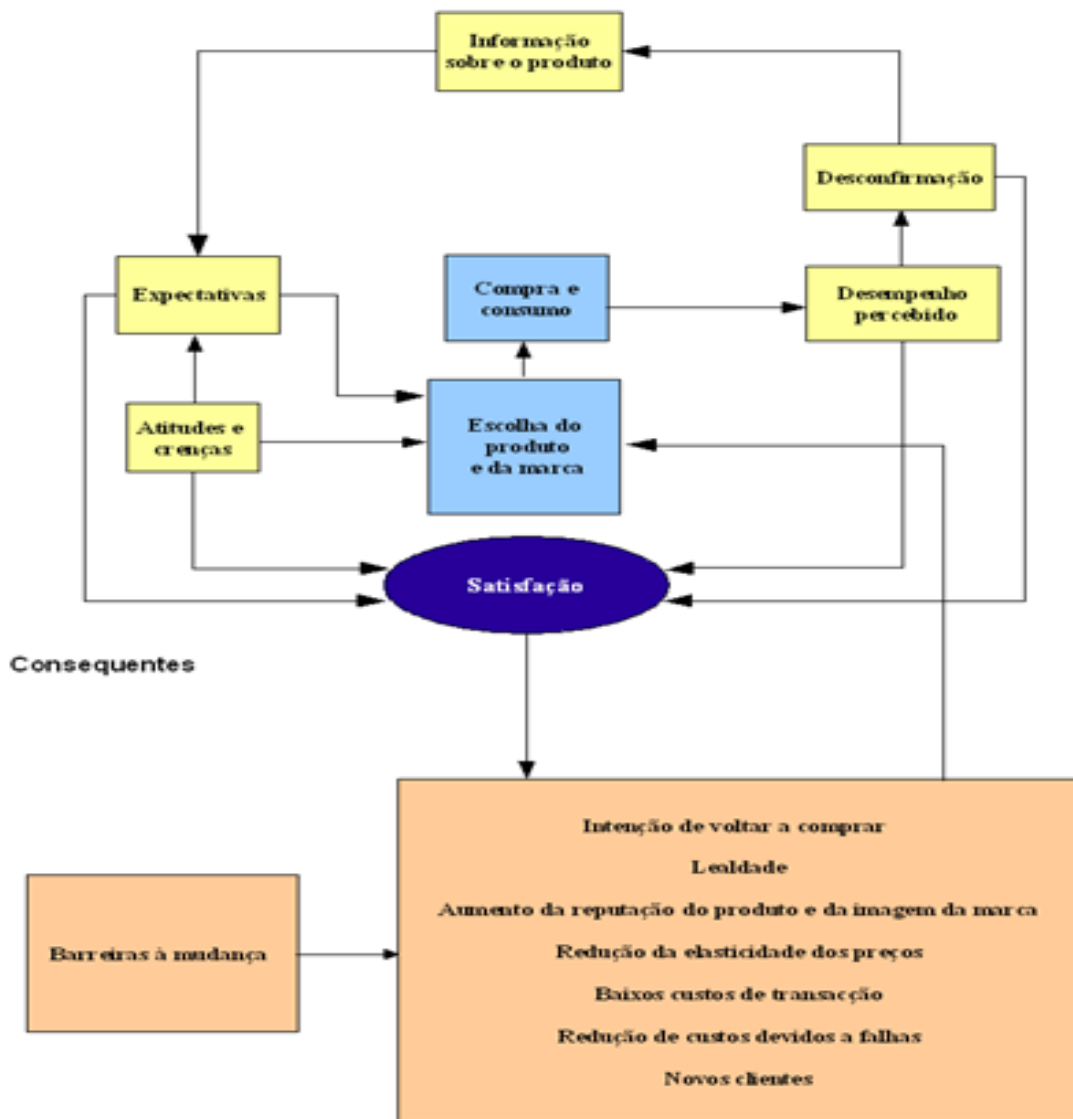 Informação
sobre o produto
Desconfirmação
Expectativas
Compra e
consumo
Desempenho
percebido
Atitudes e
crenças
Escolha do
produto
e da marca
Satisfação
Consequentes
Intenção de voltar a comprar
Lealdade
Aumento da reputação do produto e da imagem da marca
Barreiras à mudança
Redução da elasticidade dos preços
Baixos custos de transacção
Redução de custos devidos a falhas
Novos clientes